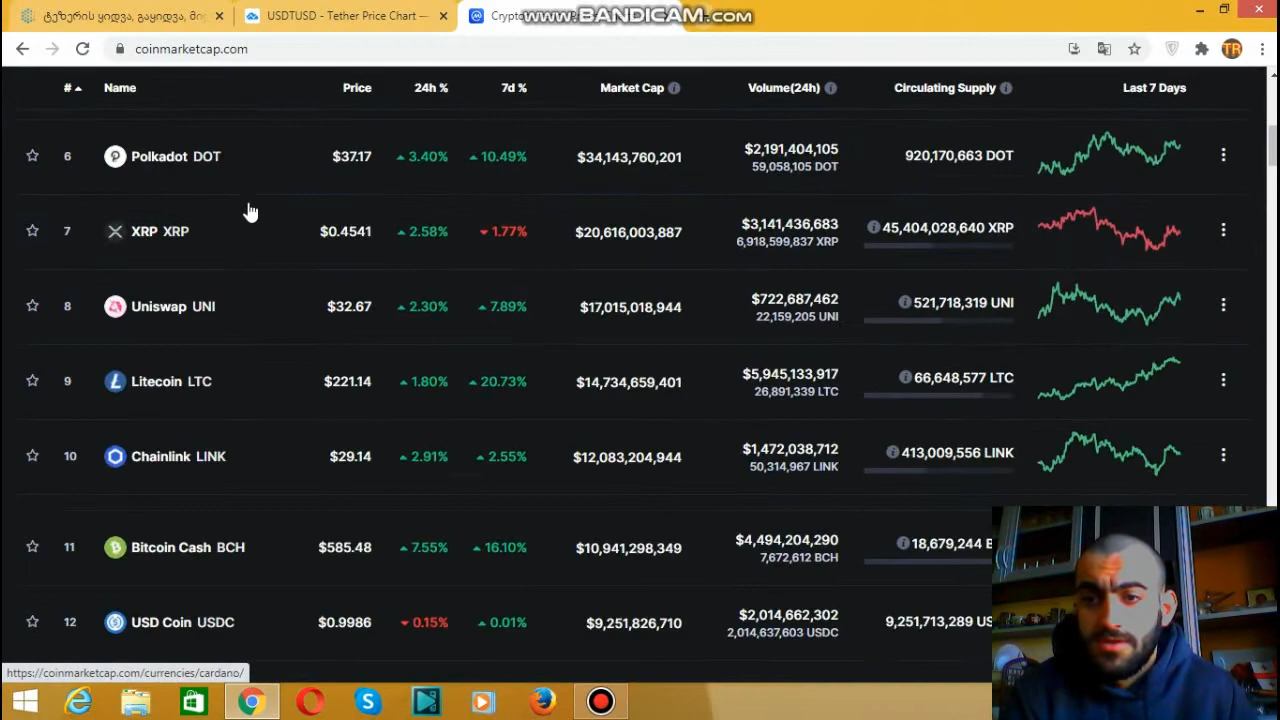 ტეზერის ყიდვა, გაყიდვა, მი
USDTUSD - Tether Price Chart —
Crypto
www.BANDICAM.com
coinmarketcap.com
TR
# Name Price 24h % 7d % Market Cap Volume(24h) Circulating Supply Last 7 Days
6 Polkadot DOT $37.17 3.40% 10.49% $34,143,760,201 $2,191,404,105 920,170,663 DOT
59,058,105 DOT
7 XRP XRP $0.4541 2.58% 1.77% $20,616,003,887 $3,141,436,683 45,404,028,640 XRP
6,918,599,837 XRP
8 Uniswap UNI $32.67 2.30% 7.89% $17,015,018,944 $722,687,462 521,718,319 UNI
22,159,205 UNI
9 Litecoin LTC $221.14 1.80% 20.73% $14,734,659,401 $5,945,133,917 66,648,577 LTC
26,891,339 LTC
10 Chainlink LINK $29.14 2.91% 2.55% $12,083,204,944 $1,472,038,712 413,009,556 LINK
50,314,967 LINK
11 Bitcoin Cash BCH $585.48 7.55% 16.10% $10,941,298,349 $4,494,204,290 18,679,244 B
7,672,612 BCH
12 USD Coin USDC $0.9986 0.15% 0.01% $9,251,826,710 $2,014,662,302 9,251,713,289 US
2,014,637,603 USDC
https://coinmarketcap.com/currencies/cardano/